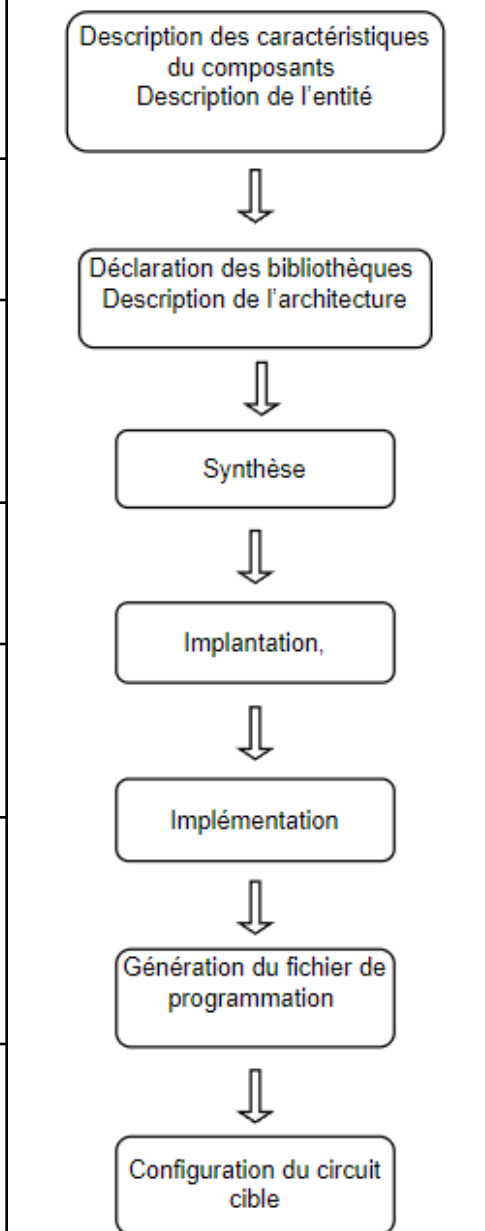 Description des caractéristiques
du composants
Description de l'entité
Déclaration des bibliothèques
Description de l'architecture
Synthèse
Implantation,
Implémentation
Génération du fichier de
programmation
Configuration du circuit
cible